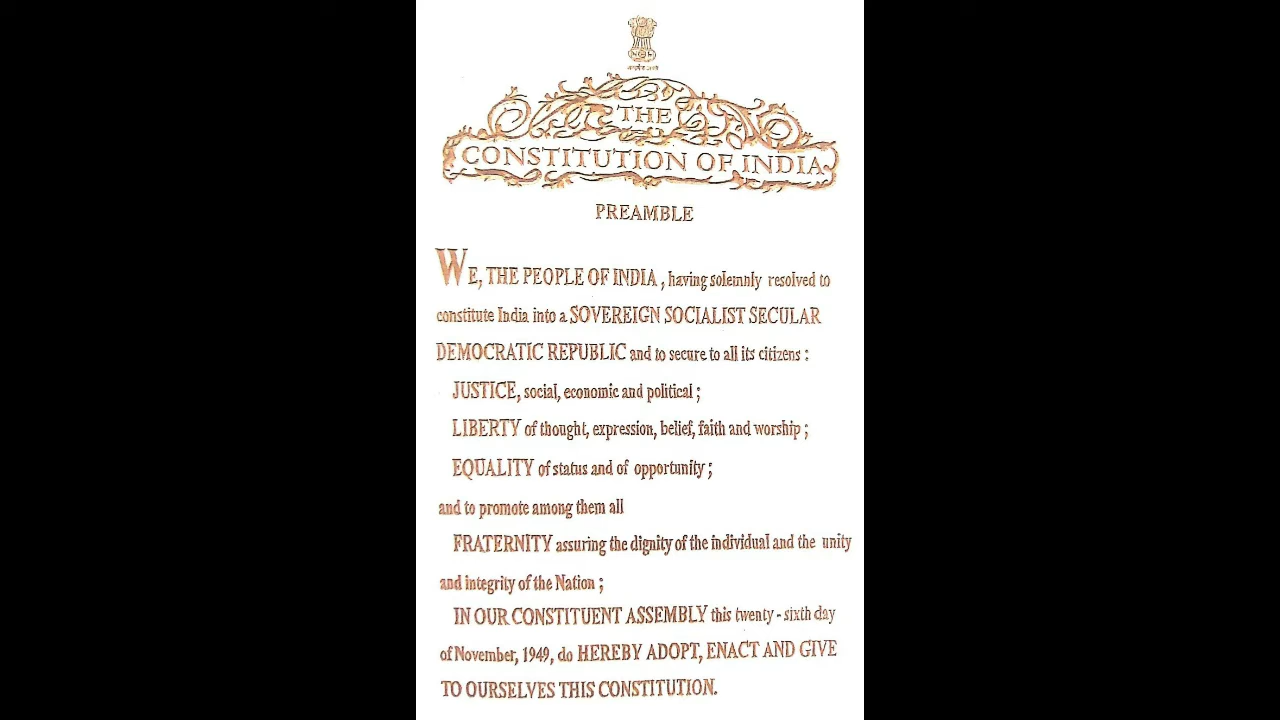 THE
CONSTITUTION OF INDIA
PREAMBLE
WE, THE PEOPLE OF INDIA , having solemnly resolved to
constitute India into a SOVEREIGN SOCIALIST SECULAR
DEMOCRATIC REPUBLIC and to secure to all its citizens :
JUSTICE, social, economic and political ;
LIBERTY of thought, expression, belief, faith and worship ;
EQUALITY of status and of opportunity ;
and to promote among them all
FRATERNITY assuring the dignity of the individual and the unity
and integrity of the Nation ;
IN OUR CONSTITUENT ASSEMBLY this twenty - sixth day
of November, 1949, do HEREBY ADOPT, ENACT AND GIVE
TO OURSELVES THIS CONSTITUTION.